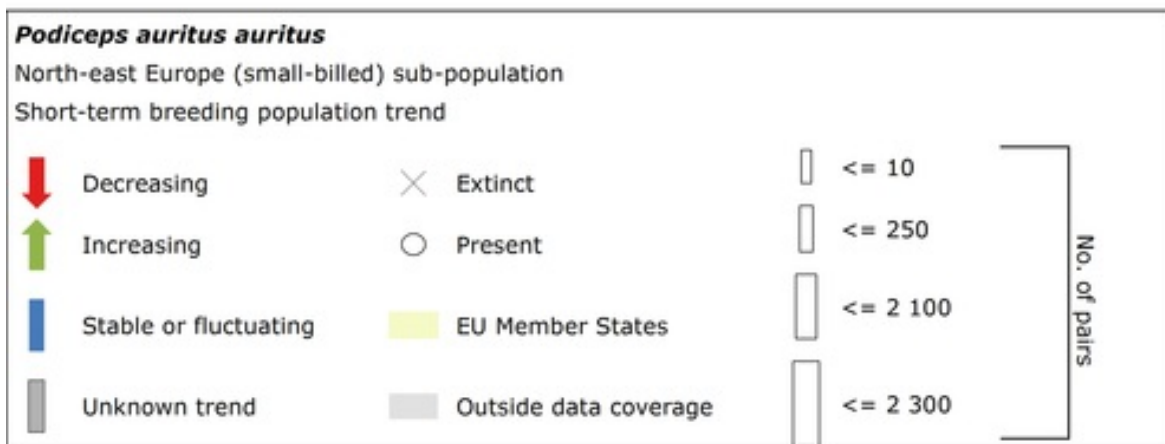 Podiceps auritus auritus
North-east Europe (small-billed) sub-population
Short-term breeding population trend
Decreasing
Increasing
Stable or fluctuating
Unknown trend
Extinct
Present
EU Member States
Outside data coverage
<= 10
<= 250
<= 2 100
<= 2 300
No. of pairs